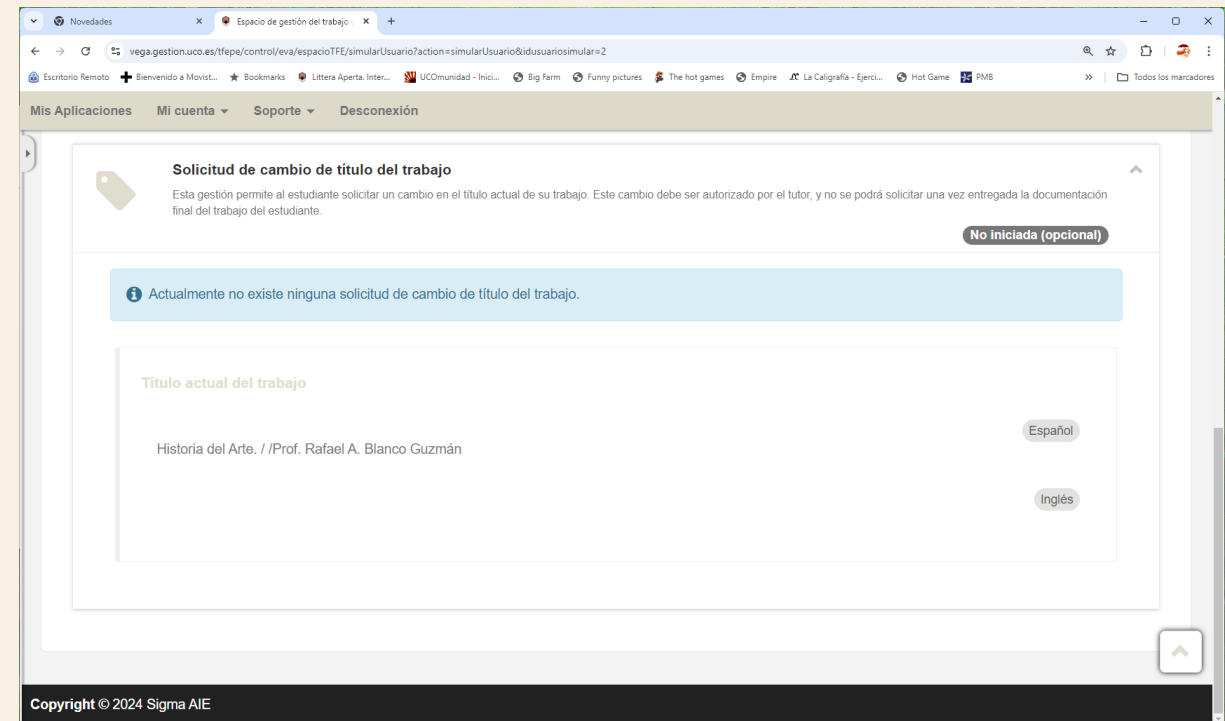 Novedades
Espacio de gestión del trabajo
vega.gestion.uco.es/tfepe/control/eva/espacioTFE/simularUsuario?action=simularUsuario&idusuariosimular=2
Escritorio Remoto Bienvenido a Movist... Bookmarks Littera Aperta. Inter... UCOmunidad - Inici... Big Farm Funny pictures The hot games Empire La Caligrafía - Ejerci... Hot Game PMB » Todos los marcadores
Mis Aplicaciones Mi cuenta Soporte Desconexión
Solicitud de cambio de título del trabajo
Esta gestión permite al estudiante solicitar un cambio en el título actual de su trabajo. Este cambio debe ser autorizado por el tutor, y no se podrá solicitar una vez entregada la documentación
final del trabajo del estudiante.
No iniciada (opcional)
Actualmente no existe ninguna solicitud de cambio de título del trabajo.
Título actual del trabajo
Español
Historia del Arte. / /Prof. Rafael A. Blanco Guzmán
Inglés
Copyright © 2024 Sigma AIE